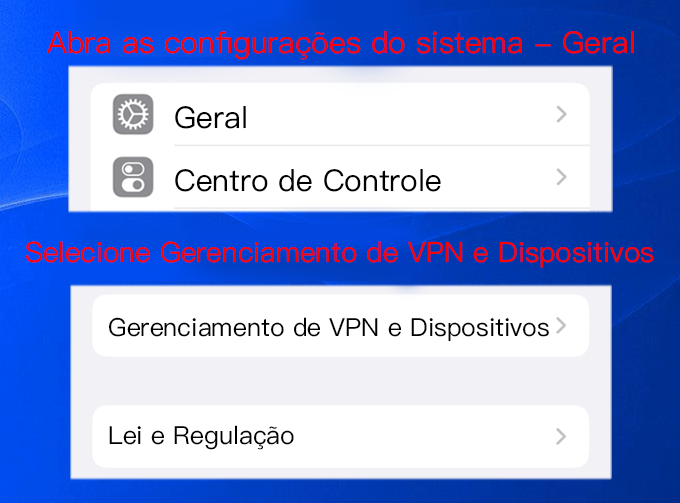 Abra as configurações do sistema – Geral
Geral
Centro de Controle
Selecione Gerenciamento de VPN e Dispositivos
Gerenciamento de VPN e Dispositivos
Lei e Regulação